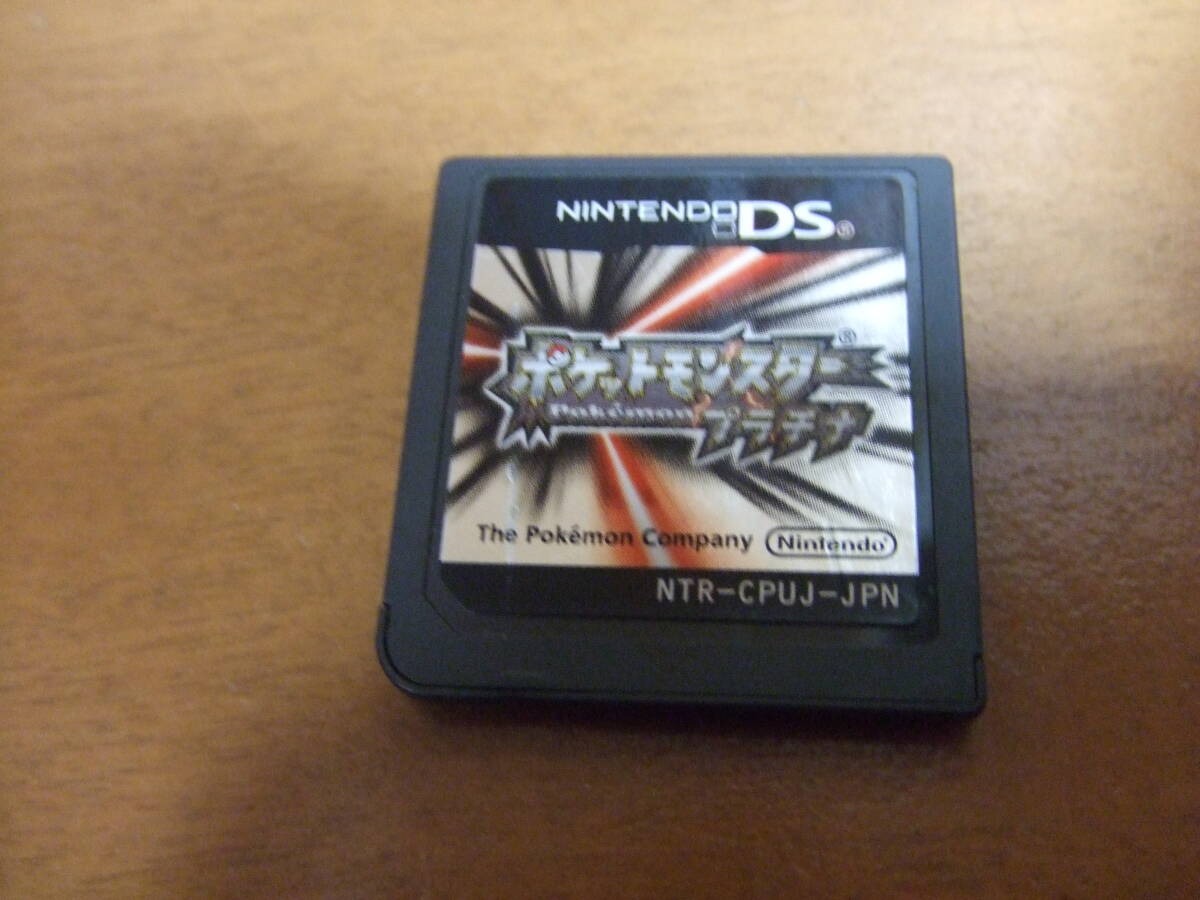 NINTENDO DS®
ポケットモンスター®
Pokémon プラチナ
The Pokémon Company Nintendo®
NTR-CPUJ-JPN